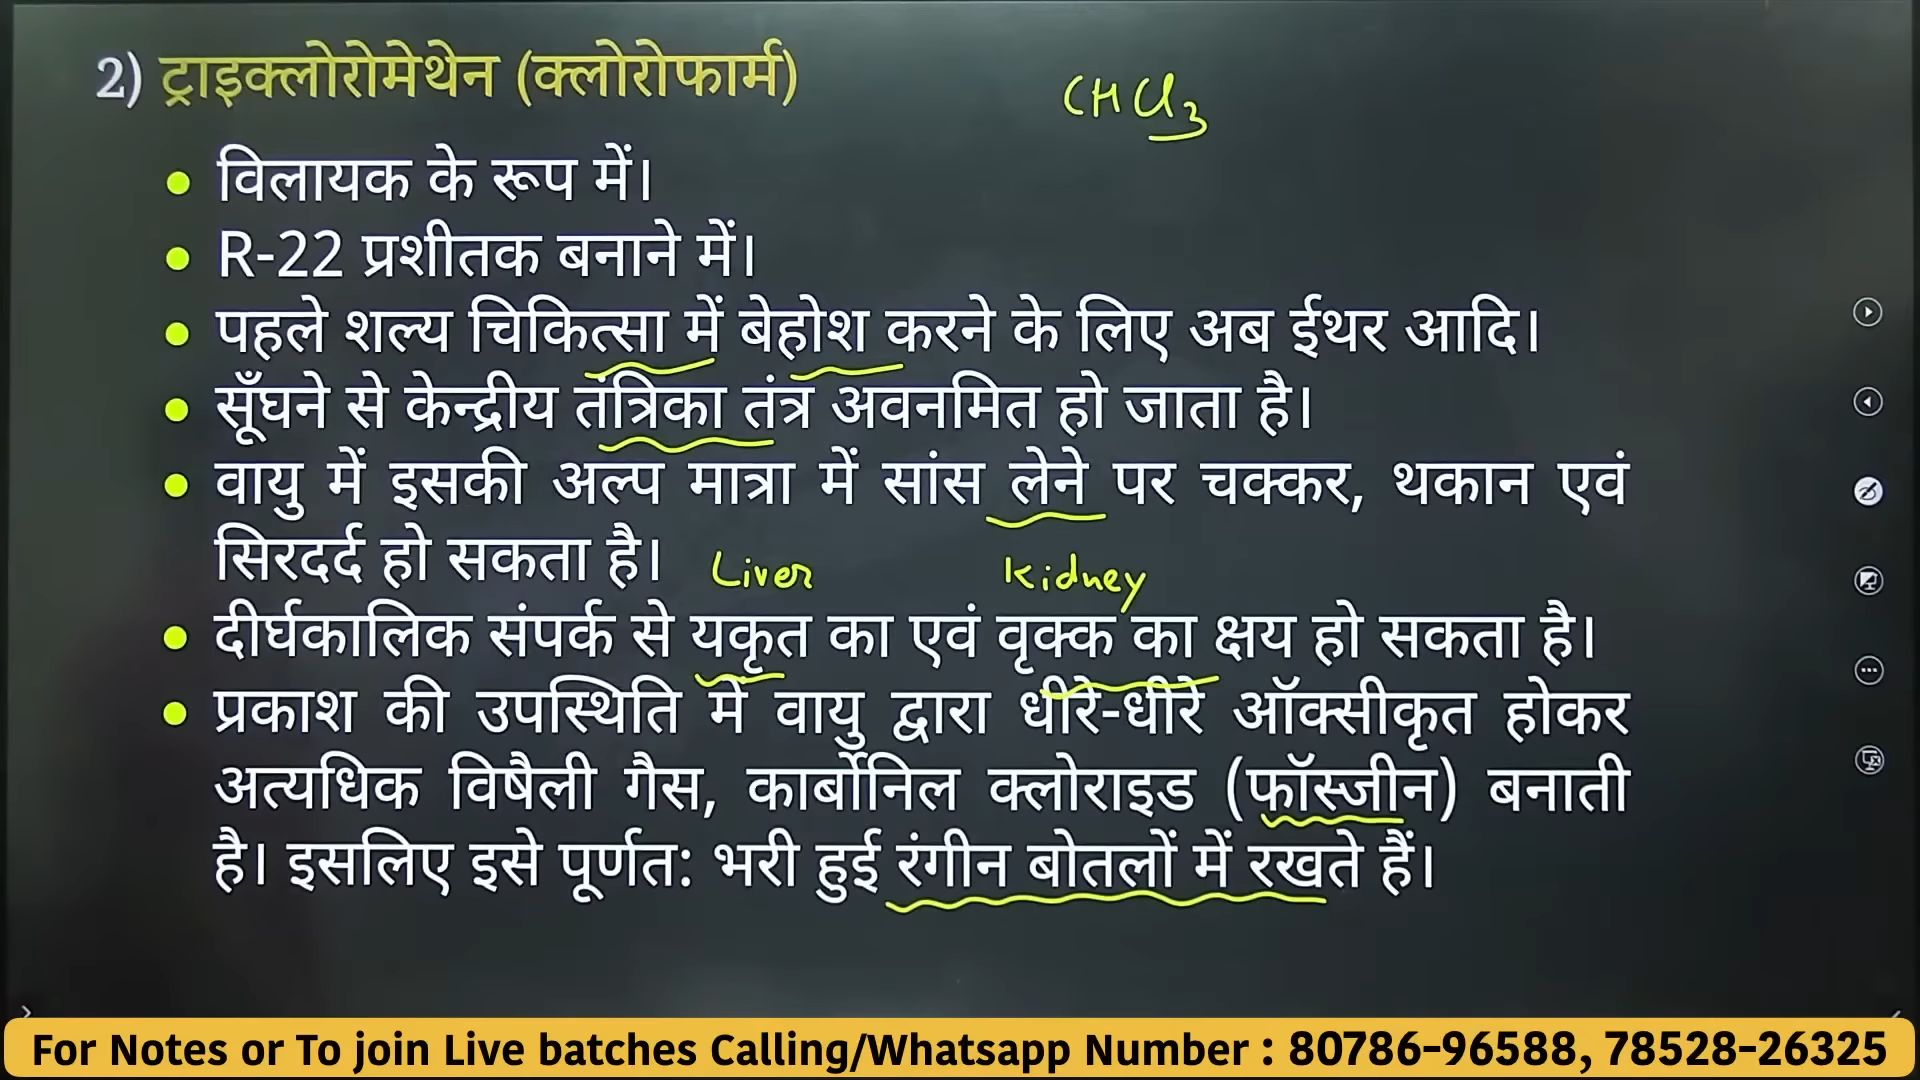 2) ट्राइक्लोरोमेथेन (क्लोरोफार्म)
CHCl3
• विलायक के रूप में।
• R-22 प्रशीतक बनाने में।
• पहले शल्य चिकित्सा में बेहोश करने के लिए अब ईथर आदि।
• सूँघने से केन्द्रीय तंत्रिका तंत्र अवनमित हो जाता है।
• वायु में इसकी अल्प मात्रा में सांस लेने पर चक्कर, थकान एवं
सिरदर्द हो सकता है।
Liver Kidney
• दीर्घकालिक संपर्क से यकृत का एवं वृक्क का क्षय हो सकता है।
• प्रकाश की उपस्थिति में वायु द्वारा धीरे-धीरे ऑक्सीकृत होकर
अत्यधिक विषैली गैस, कार्बोनिल क्लोराइड (फॉस्जीन) बनाती
है। इसलिए इसे पूर्णत: भरी हुई रंगीन बोतलों में रखते हैं।
For Notes or To join Live batches Calling/Whatsapp Number : 80786-96588, 78528-26325